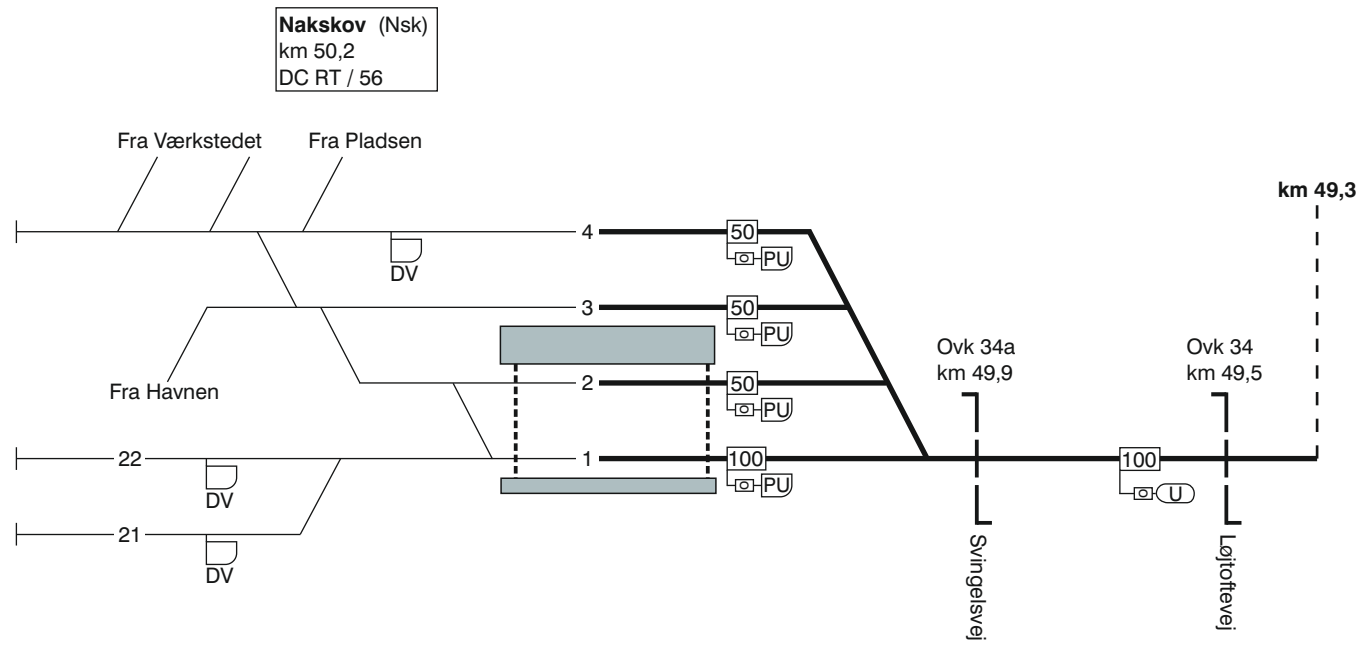 Nakskov (Nsk)
km 50,2
DC RT / 56
Fra Værkstedet
Fra Pladsen
km 49,3
4
50
PU
DV
3
50
PU
Fra Havnen
2
50
PU
Ovk 34a
km 49,9
Ovk 34
km 49,5
22
DV
1
100
PU
100
U
21
DV
Svingelsvej
Løjtoftevej